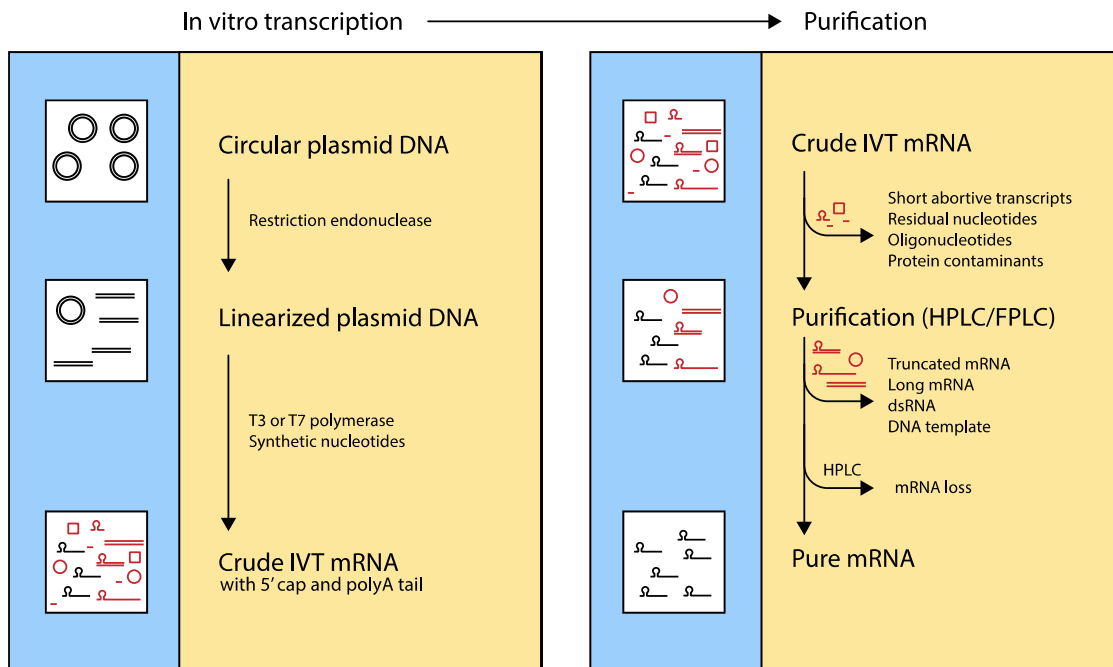 In vitro transcription
Purification
Circular plasmid DNA
Restriction endonuclease
Linearized plasmid DNA
T3 or T7 polymerase
Synthetic nucleotides
Crude IVT mRNA
with 5' cap and polyA tail
Crude IVT mRNA
Short abortive transcripts
Residual nucleotides
Oligonucleotides
Protein contaminants
Purification (HPLC/FPLC)
Truncated mRNA
Long mRNA
dsRNA
DNA template
HPLC
mRNA loss
Pure mRNA